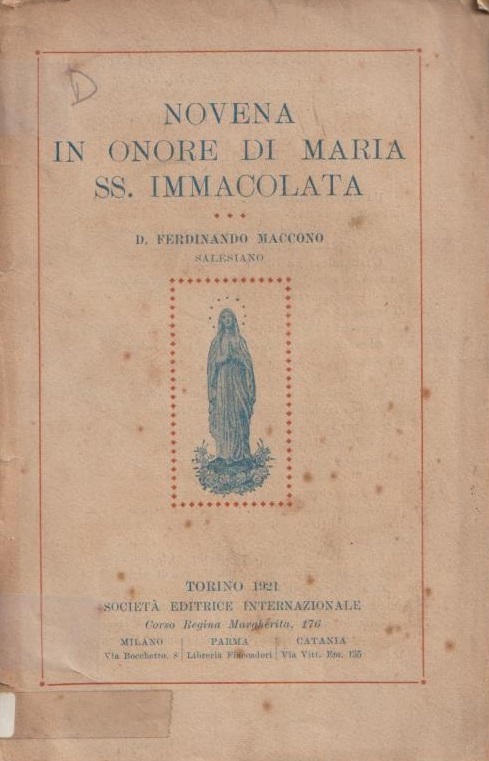 D
NOVENA
IN ONORE DI MARIA
SS. IMMACOLATA
D. FERDINANDO MACCONO
SALESIANO
TORINO 1921
SOCIETÀ EDITRICE INTERNAZIONALE
Corso Regina Margherita, 176
MILANO | PARMA | CATANIA
Via Bocchetto, 8 | Libreria Fiaccadori | Via Vitt. Em. 135